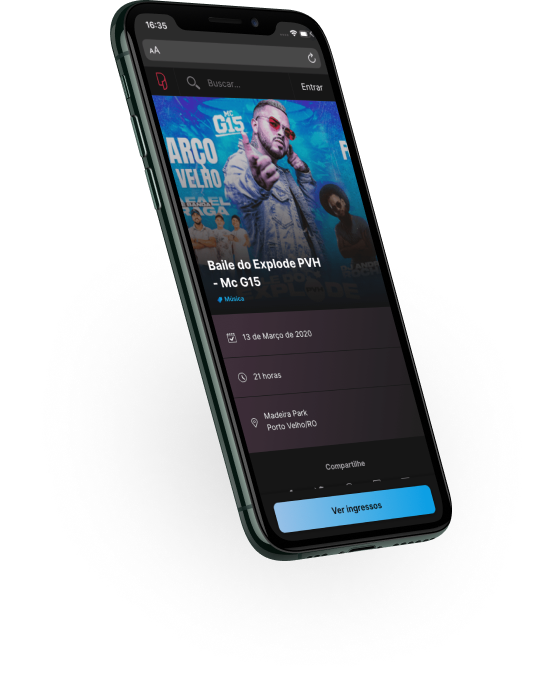 16:35
AA
Buscar...
Entrar
MC
G15
ARÇO
VELHO
Baile do Explode PVH
- Mc G15
Música
13 de Março de 2020
21 horas
Madeira Park
Porto Velho/RO
Compartilhe
Ver ingressos